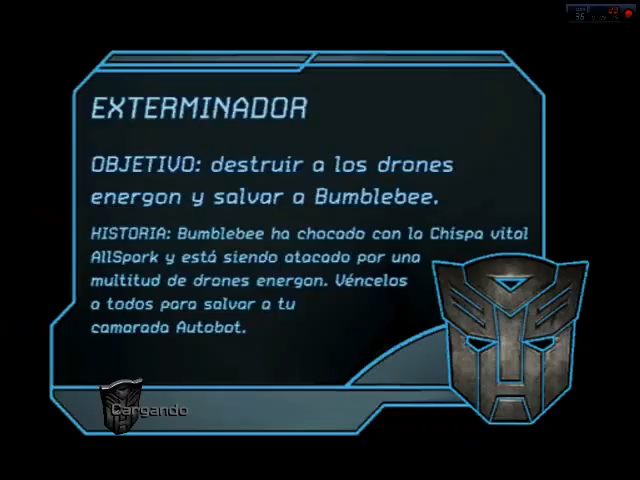 EXTERMINADOR
OBJETIVO: destruir a los drones
energon y salvar a Bumblebee.
HISTORIA: Bumblebee ha chocado con la Chispa vital
AllSpark y está siendo atacado por una
multitud de drones energon. Véncelos
a todos para salvar a tu
camarada Autobot.
Cargando